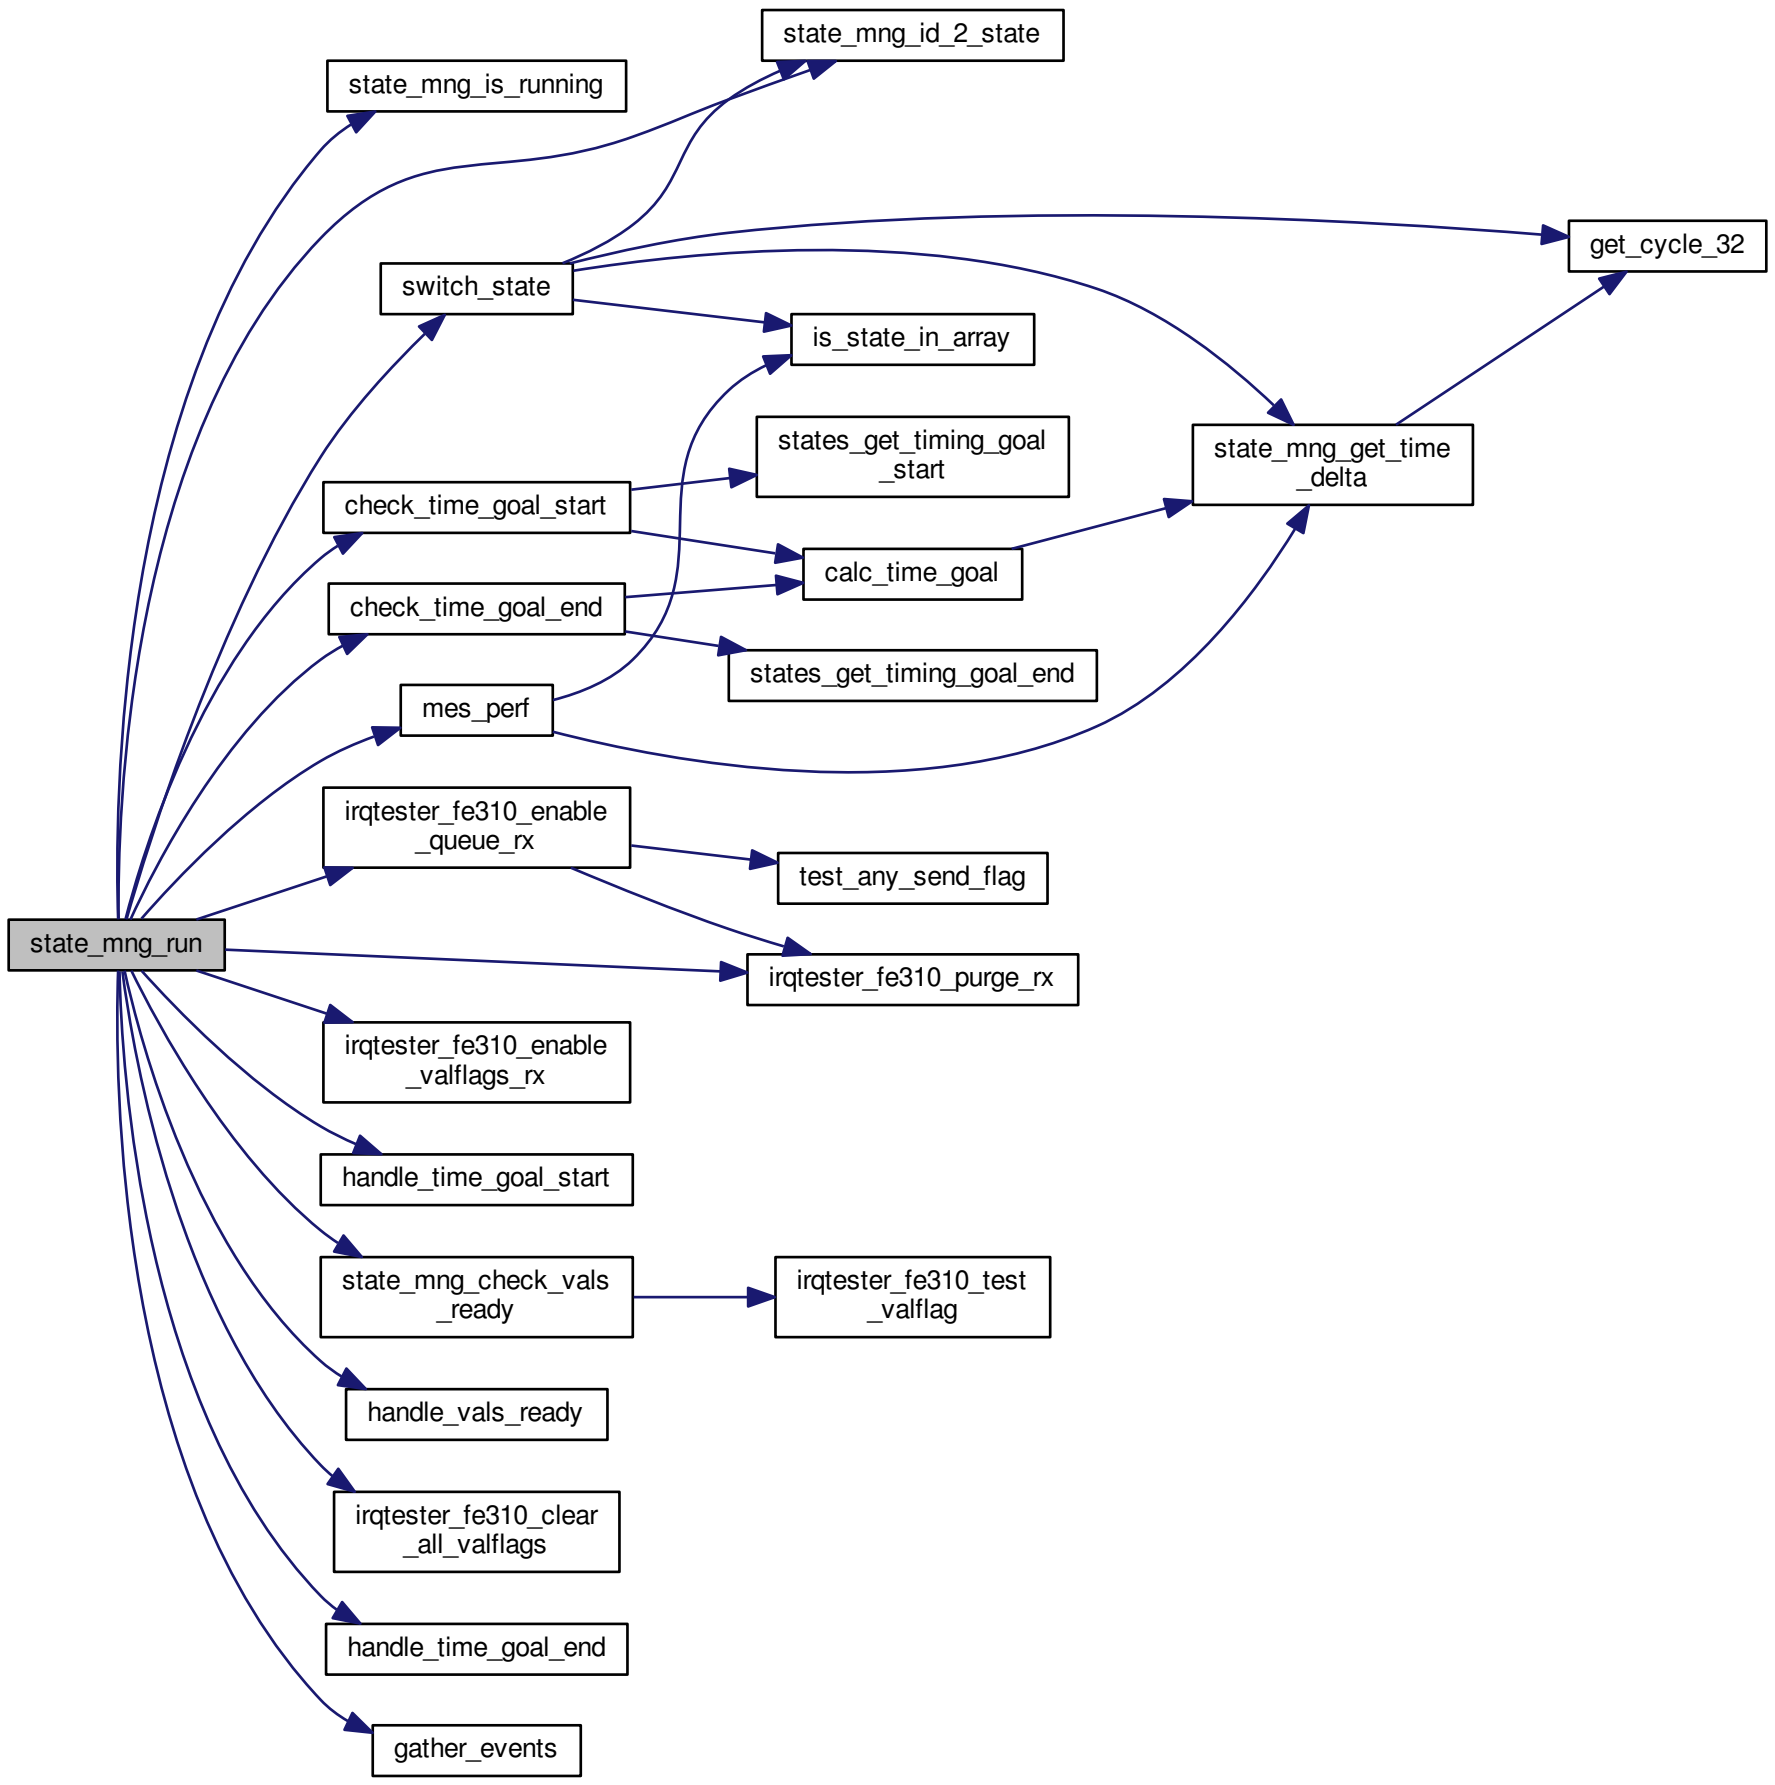 state_mng_id_2_state
state_mng_is_running
get_cycle_32
switch_state
is_state_in_array
states_get_timing_goal
_start
state_mng_get_time
_delta
check_time_goal_start
calc_time_goal
check_time_goal_end
states_get_timing_goal_end
mes_perf
irqtester_fe310_enable
_queue_rx
test_any_send_flag
state_mng_run
irqtester_fe310_purge_rx
irqtester_fe310_enable
_valflags_rx
handle_time_goal_start
state_mng_check_vals
_ready
irqtester_fe310_test
_valflag
handle_vals_ready
irqtester_fe310_clear
_all_valflags
handle_time_goal_end
gather_events